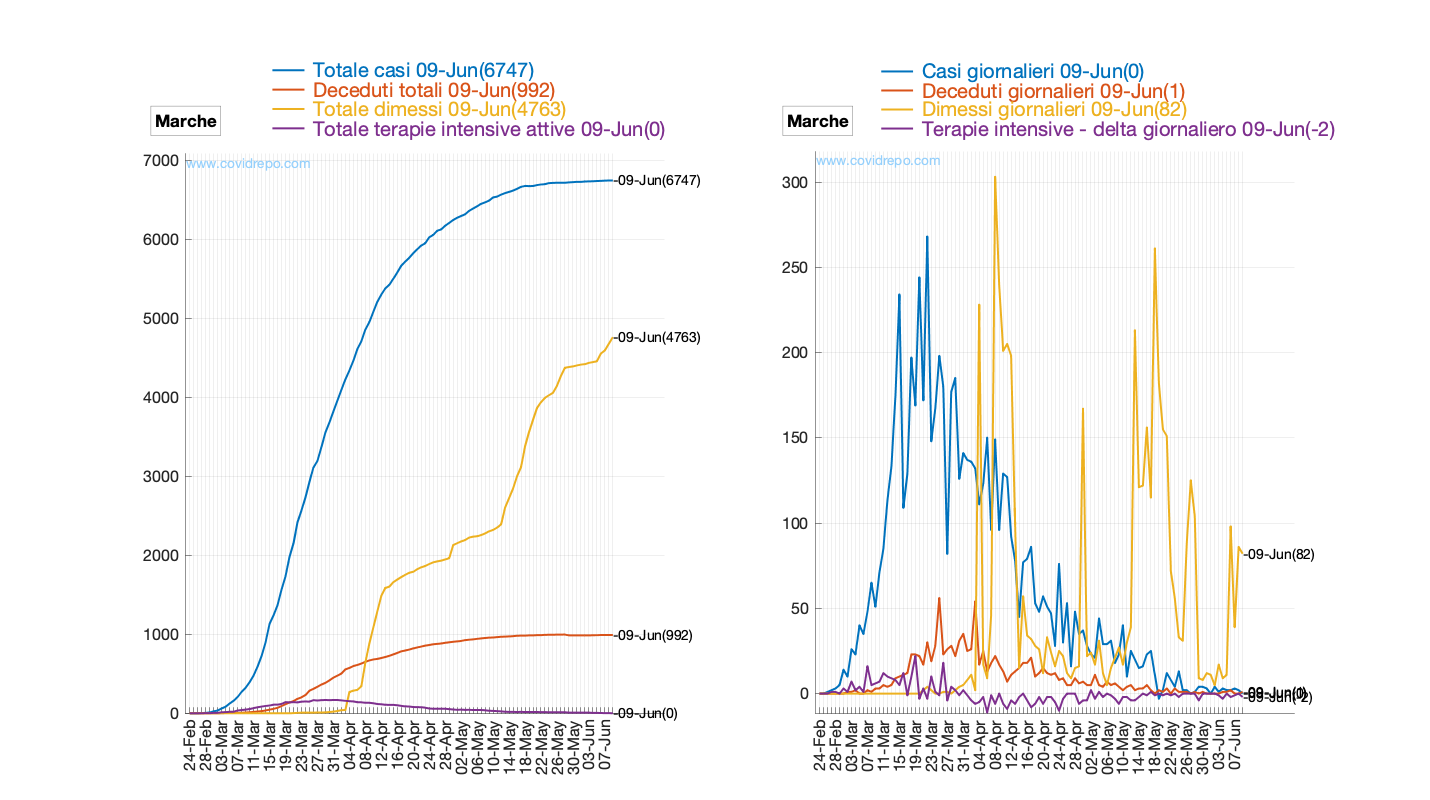 Totale casi 09-Jun(6747)
Deceduti totali 09-Jun(992)
Totale dimessi 09-Jun(4763)
Totale terapie intensive attive 09-Jun(0)
Marche
www.covidrepo.com
7000
6000
5000
4000
3000
2000
1000
0
-09-Jun(6747)
-09-Jun(4763)
-09-Jun(992)
-09-Jun(0)
24-Feb
28-Feb
03-Mar
07-Mar
11-Mar
15-Mar
19-Mar
23-Mar
27-Mar
31-Mar
04-Apr
08-Apr
12-Apr
16-Apr
20-Apr
24-Apr
28-Apr
02-May
06-May
10-May
14-May
18-May
22-May
26-May
30-May
03-Jun
07-Jun
Casi giornalieri 09-Jun(0)
Deceduti giornalieri 09-Jun(1)
Dimessi giornalieri 09-Jun(82)
Terapie intensive - delta giornaliero 09-Jun(-2)
Marche
www.covidrepo.com
300
250
200
150
100
50
0
-09-Jun(82)
-09-Jun(-2)
24-Feb
28-Feb
03-Mar
07-Mar
11-Mar
15-Mar
19-Mar
23-Mar
27-Mar
31-Mar
04-Apr
08-Apr
12-Apr
16-Apr
20-Apr
24-Apr
28-Apr
02-May
06-May
10-May
14-May
18-May
22-May
26-May
30-May
03-Jun
07-Jun